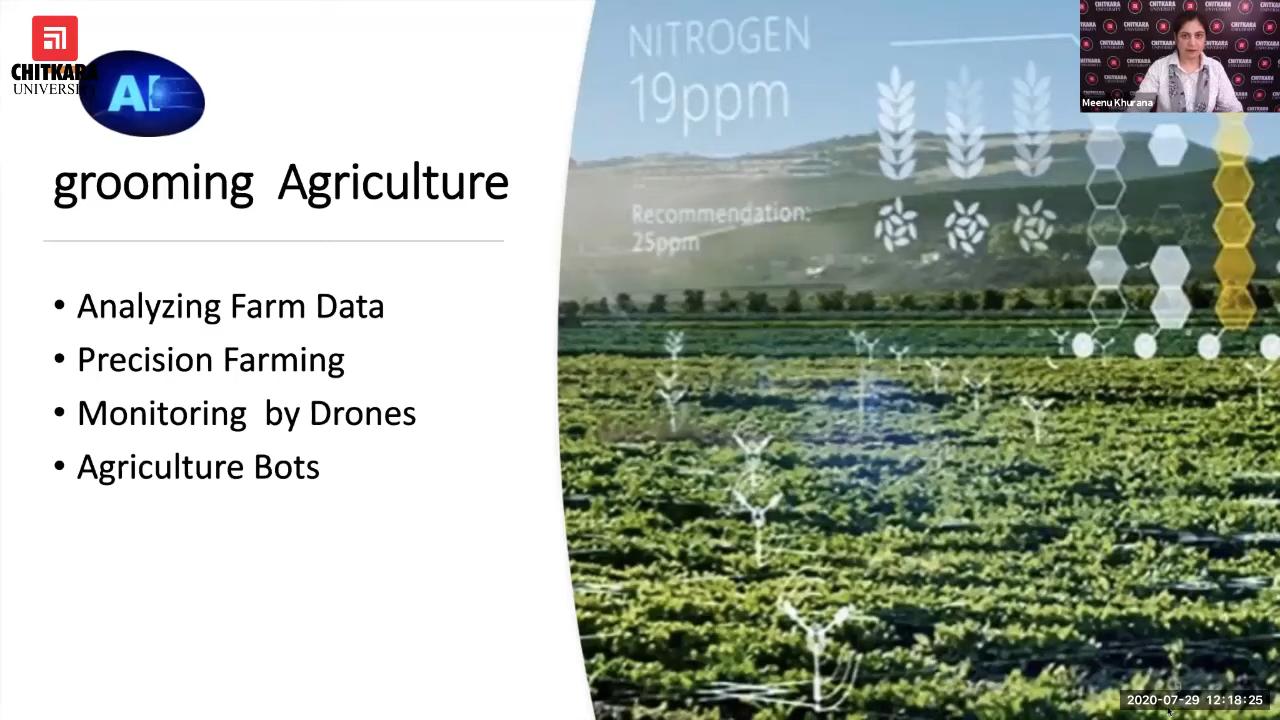 CHITKARA
UNIVERSITY
AI
grooming Agriculture
• Analyzing Farm Data
• Precision Farming
• Monitoring by Drones
• Agriculture Bots
NITROGEN
19ppm
Recommendation:
25ppm
Meenu Khurana
2020-07-29 12:18:25